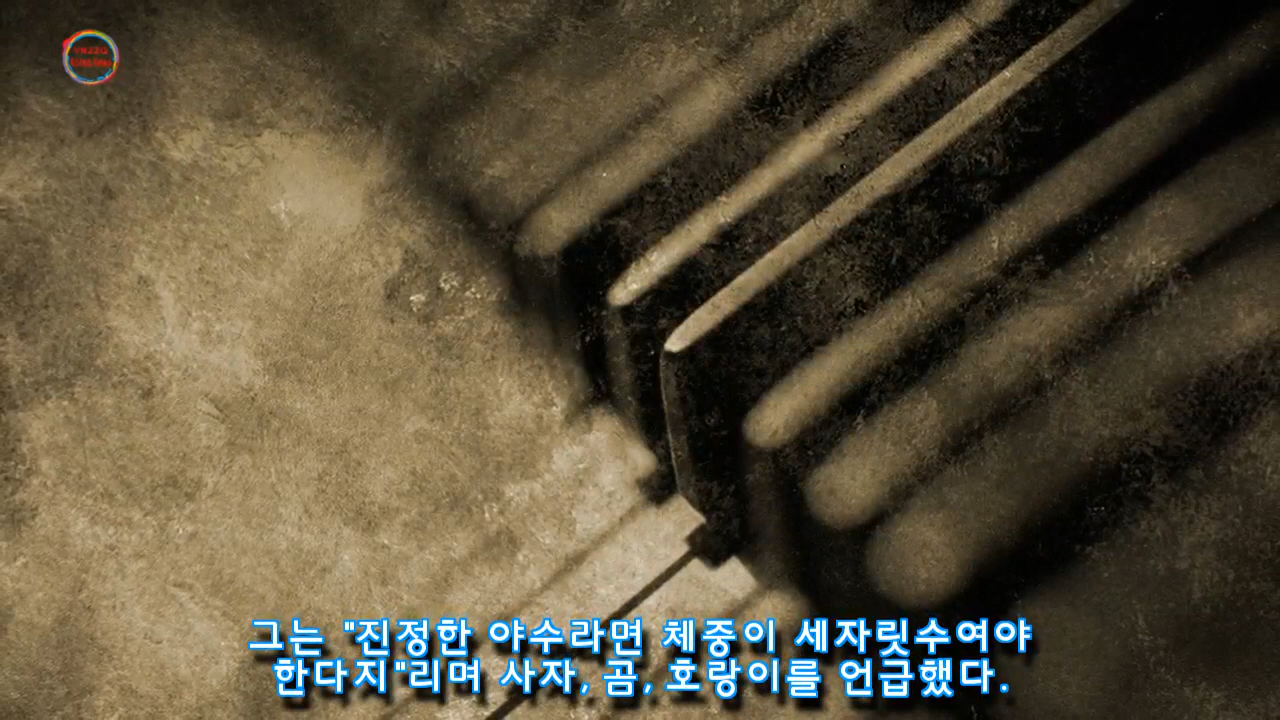 그는 "진정한 야수라면 체중이 세자릿수여야
한다지"리며 사자, 곰, 호랑이를 언급했다.